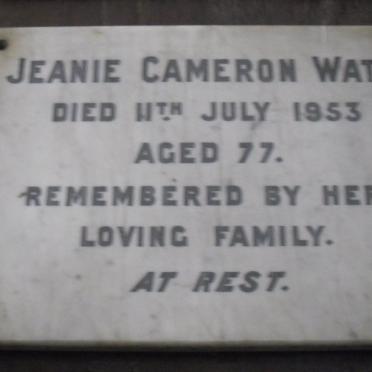 JEANIE CAMERON WAT
DIED 11TH JULY 1953
AGED 77.
REMEMBERED BY HER
LOVING FAMILY.
AT REST.